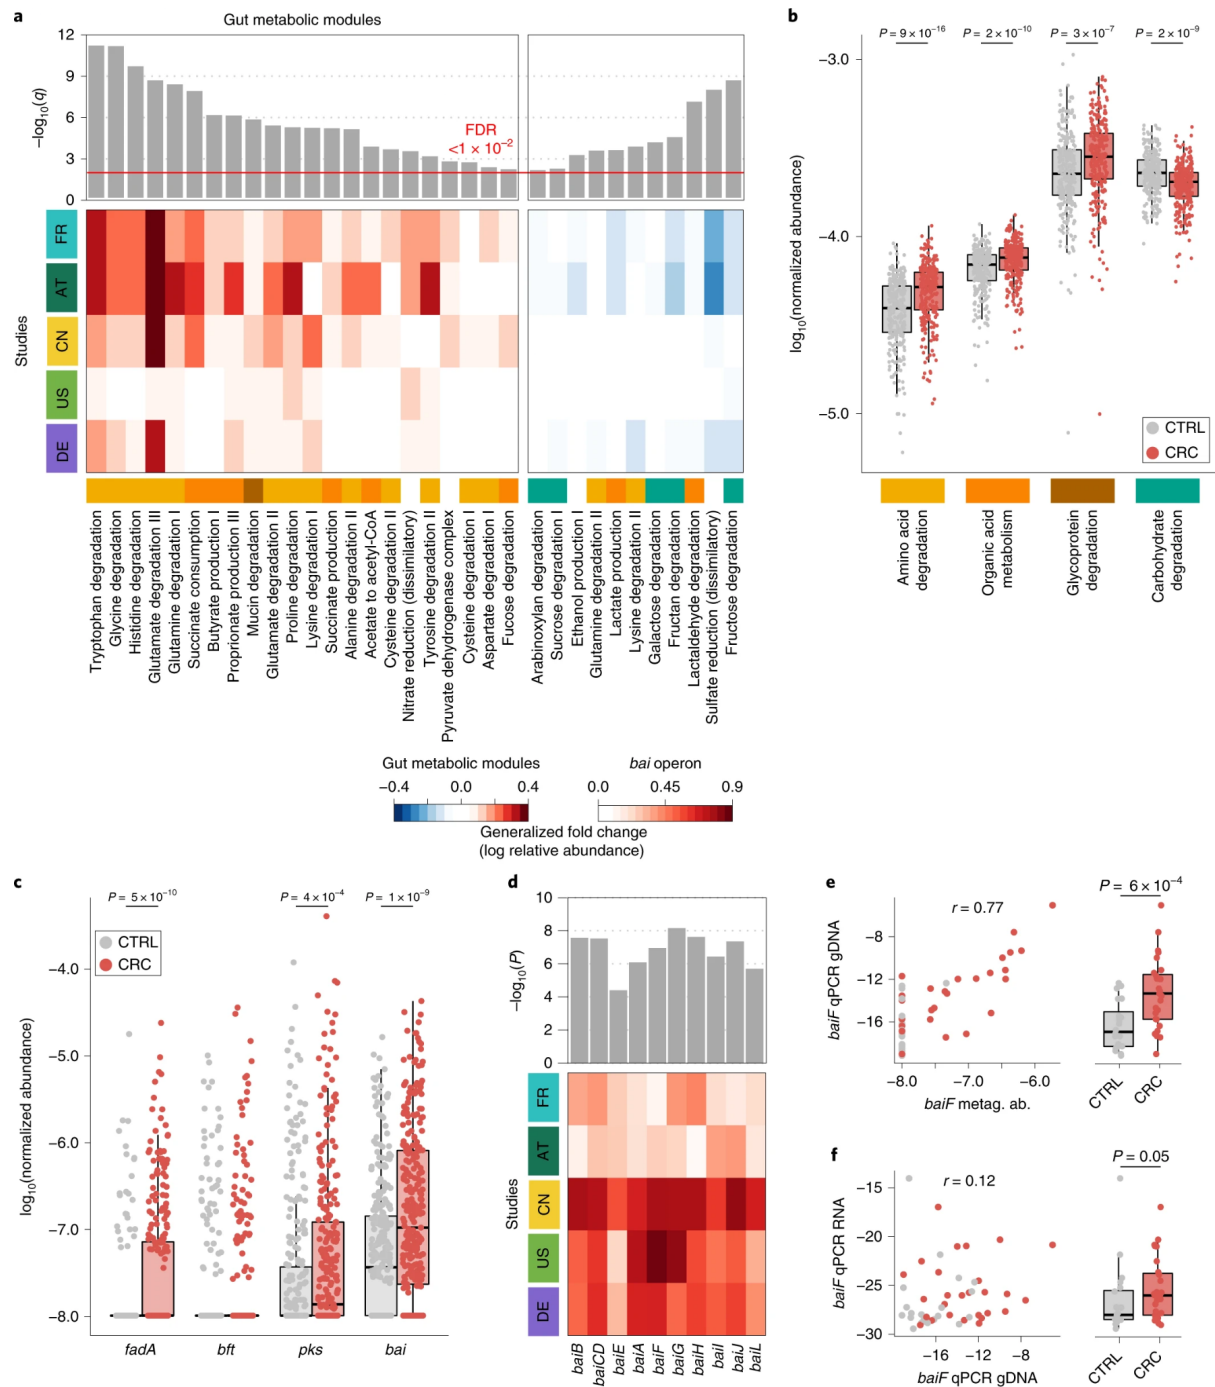 a
Gut metabolic modules
12
9
6
3
0
−log10(q)
FDR
<1 × 10−2
Studies
FR
AT
CN
US
DE
Tryptophan degradation
Glycine degradation
Histidine degradation
Glutamate degradation III
Glutamine degradation I
Succinate consumption
Butyrate production I
Proprionate production III
Mucin degradation
Glutamate degradation II
Proline degradation
Lysine degradation I
Succinate production
Alanine degradation II
Acetate to acetyl-CoA
Cysteine degradation II
Nitrate reduction (dissimilatory)
Tyrosine degradation II
Pyruvate dehydrogenase complex
Cysteine degradation I
Aspartate degradation I
Fucose degradation
Arabinoxylan degradation
Sucrose degradation I
Ethanol production I
Glutamine degradation II
Lactate production
Lysine degradation II
Galactose degradation
Fructan degradation
Lactaldehyde degradation
Sulfate reduction (dissimilatory)
Fructose degradation
Gut metabolic modules
−0.4 0.0 0.4
bai operon
0.0 0.45 0.9
Generalized fold change
(log relative abundance)
b
P = 9 × 10−16
P = 2 × 10−10
P = 3 × 10−7
P = 2 × 10−9
−3.0
−4.0
−5.0
log10(normalized abundance)
CTRL
CRC
Amino acid
degradation
Organic acid
metabolism
Glycoprotein
degradation
Carbohydrate
degradation
c
P = 5 × 10−10
P = 4 × 10−4
P = 1 × 10−9
CTRL
CRC
−4.0
−5.0
−6.0
−7.0
−8.0
log10(normalized abundance)
fadA
bft
pks
bai
d
10
8
6
4
2
0
−log10(P)
Studies
FR
AT
CN
US
DE
baiB
baiCD
baiE
baiA
baiF
baiG
baiH
baiI
baiJ
baiL
e
r = 0.77
P = 6 × 10−4
−8
−12
−16
baiF qPCR gDNA
−8.0 −7.0 −6.0
baiF metag. ab.
CTRL
CRC
f
r = 0.12
P = 0.05
−15
−20
−25
−30
baiF qPCR RNA
−16 −12 −8
baiF qPCR gDNA
CTRL
CRC